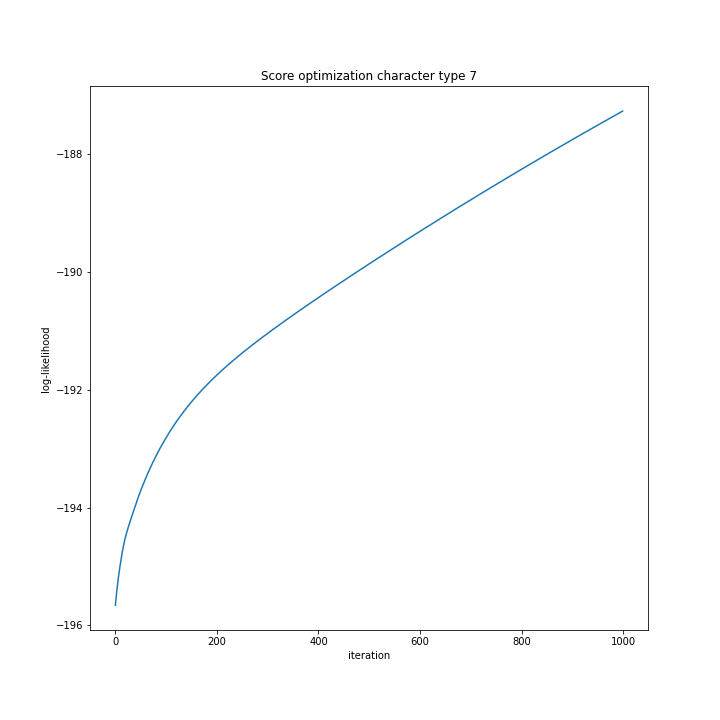 Score optimization character type 7
log-likelihood
−188
−190
−192
−194
−196
0 200 400 600 800 1000
iteration